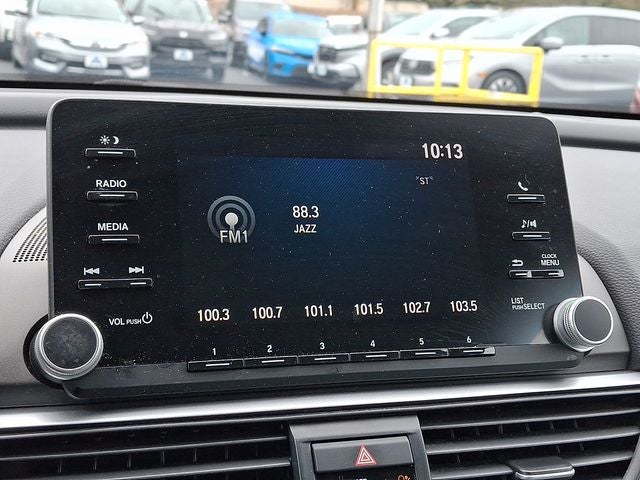 10:13
RADIO
"ST"
88.3
MEDIA
JAZZ
FM1
CLOCK
MENU
LIST
PUSH SELECT
100.3 100.7 101.1 101.5 102.7 103.5
VOL PUSH
1 2 3 4 5 6